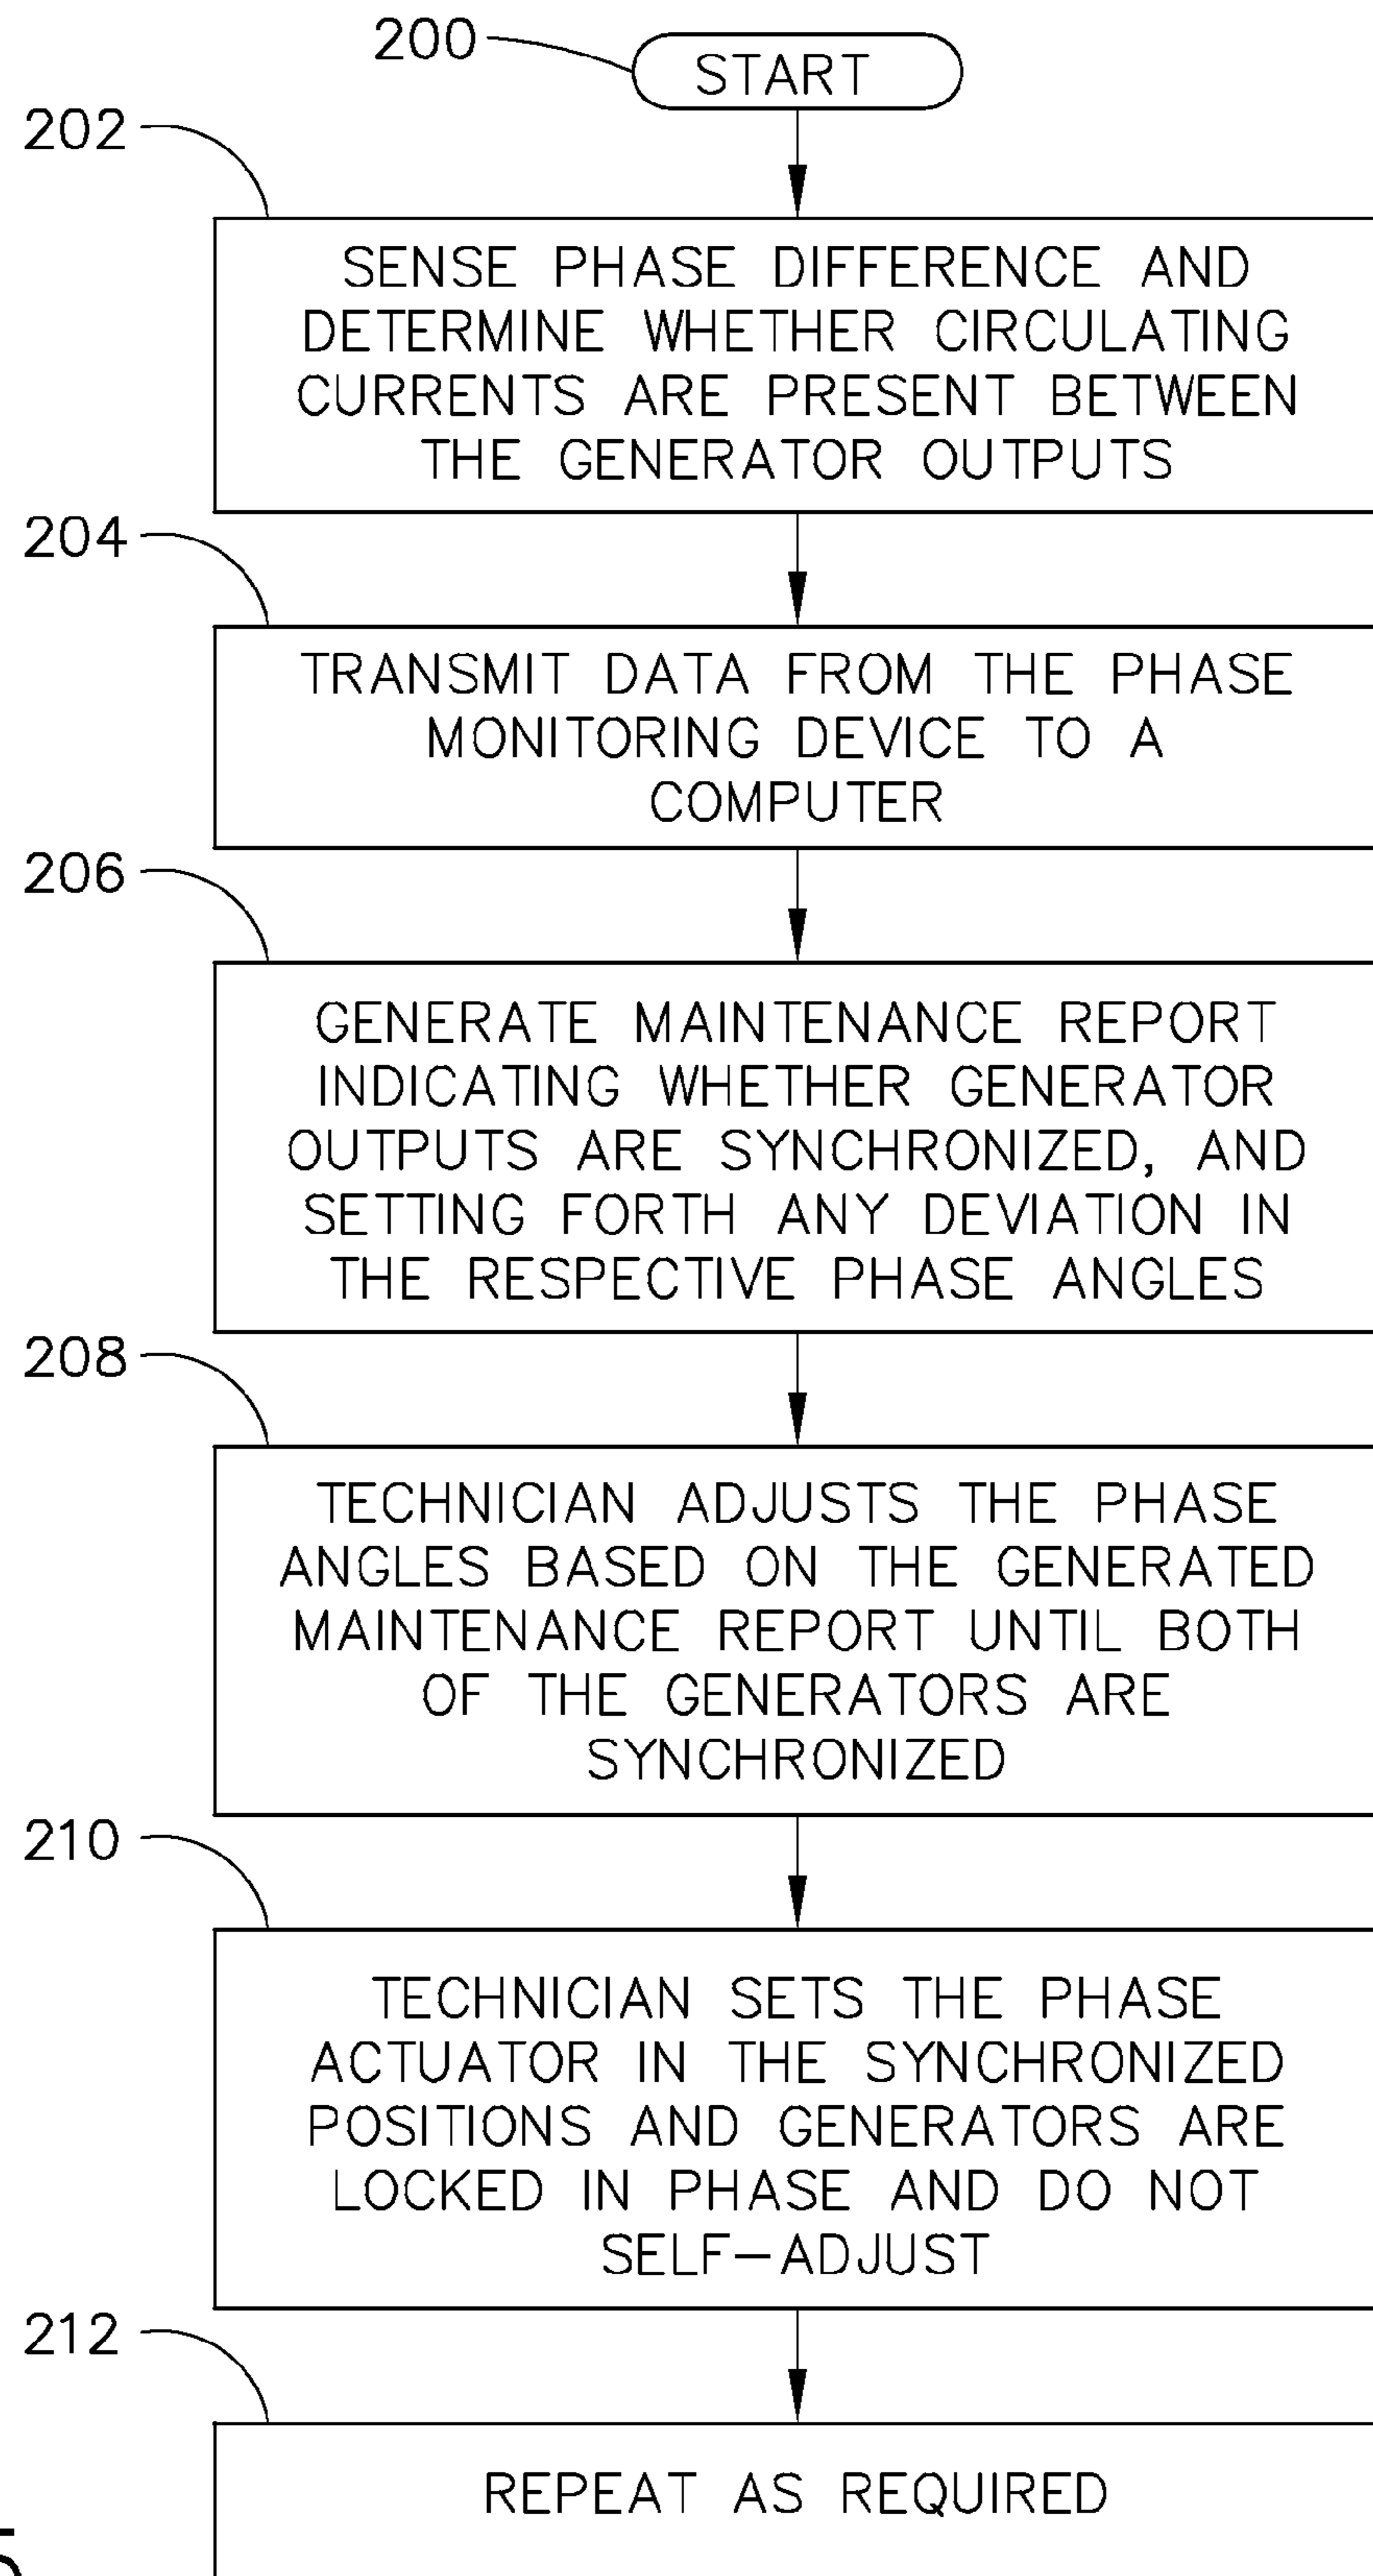 200
START
202
SENSE PHASE DIFFERENCE AND
DETERMINE WHETHER CIRCULATING
CURRENTS ARE PRESENT BETWEEN
THE GENERATOR OUTPUTS
204
TRANSMIT DATA FROM THE PHASE
MONITORING DEVICE TO A
COMPUTER
206
GENERATE MAINTENANCE REPORT
INDICATING WHETHER GENERATOR
OUTPUTS ARE SYNCHRONIZED, AND
SETTING FORTH ANY DEVIATION IN
THE RESPECTIVE PHASE ANGLES
208
TECHNICIAN ADJUSTS THE PHASE
ANGLES BASED ON THE GENERATED
MAINTENANCE REPORT UNTIL BOTH
OF THE GENERATORS ARE
SYNCHRONIZED
210
TECHNICIAN SETS THE PHASE
ACTUATOR IN THE SYNCHRONIZED
POSITIONS AND GENERATORS ARE
LOCKED IN PHASE AND DO NOT
SELF-ADJUST
212
REPEAT AS REQUIRED